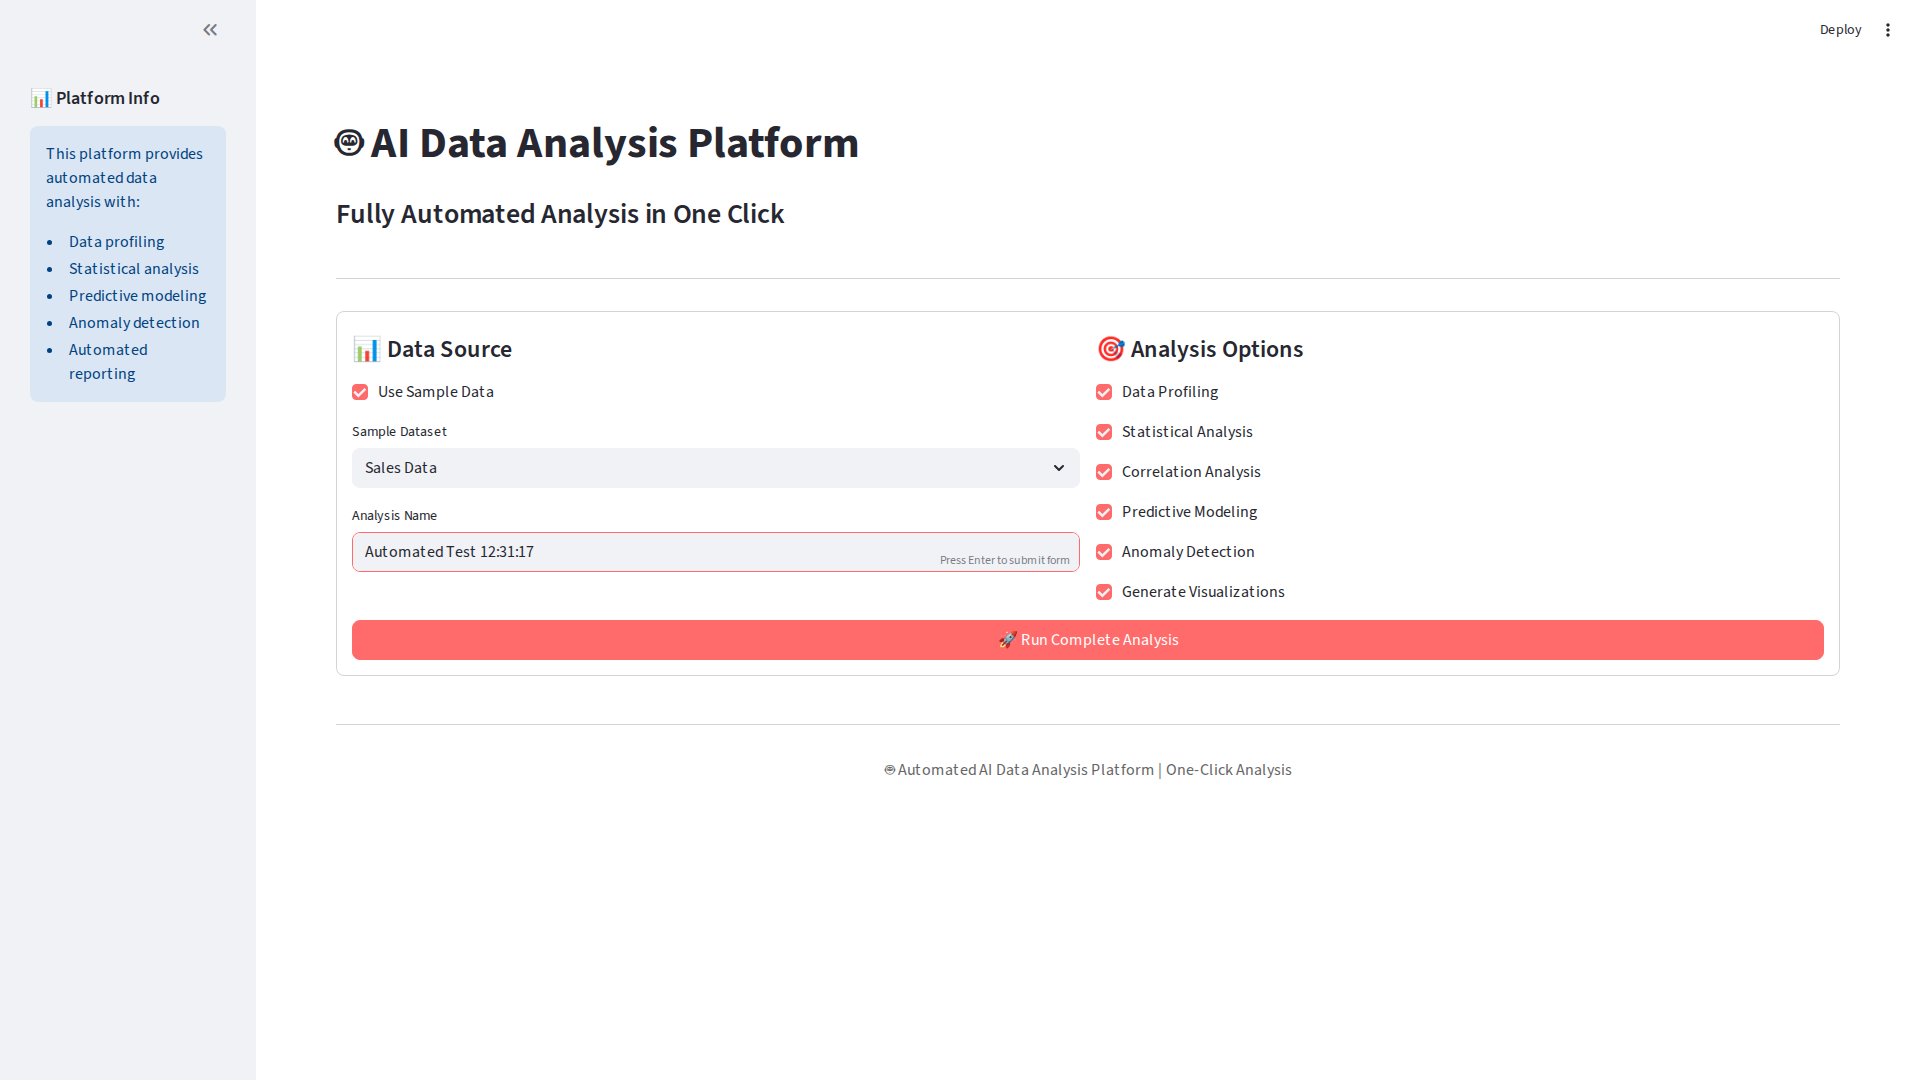 Deploy
📊 Platform Info
This platform provides
automated data
analysis with:
• Data profiling
• Statistical analysis
• Predictive modeling
• Anomaly detection
• Automated
reporting
AI Data Analysis Platform
Fully Automated Analysis in One Click
📊 Data Source
Use Sample Data
Sample Dataset
Sales Data
Analysis Name
Automated Test 12:31:17
Press Enter to submit form
🎯 Analysis Options
Data Profiling
Statistical Analysis
Correlation Analysis
Predictive Modeling
Anomaly Detection
Generate Visualizations
🚀 Run Complete Analysis
Automated AI Data Analysis Platform | One-Click Analysis